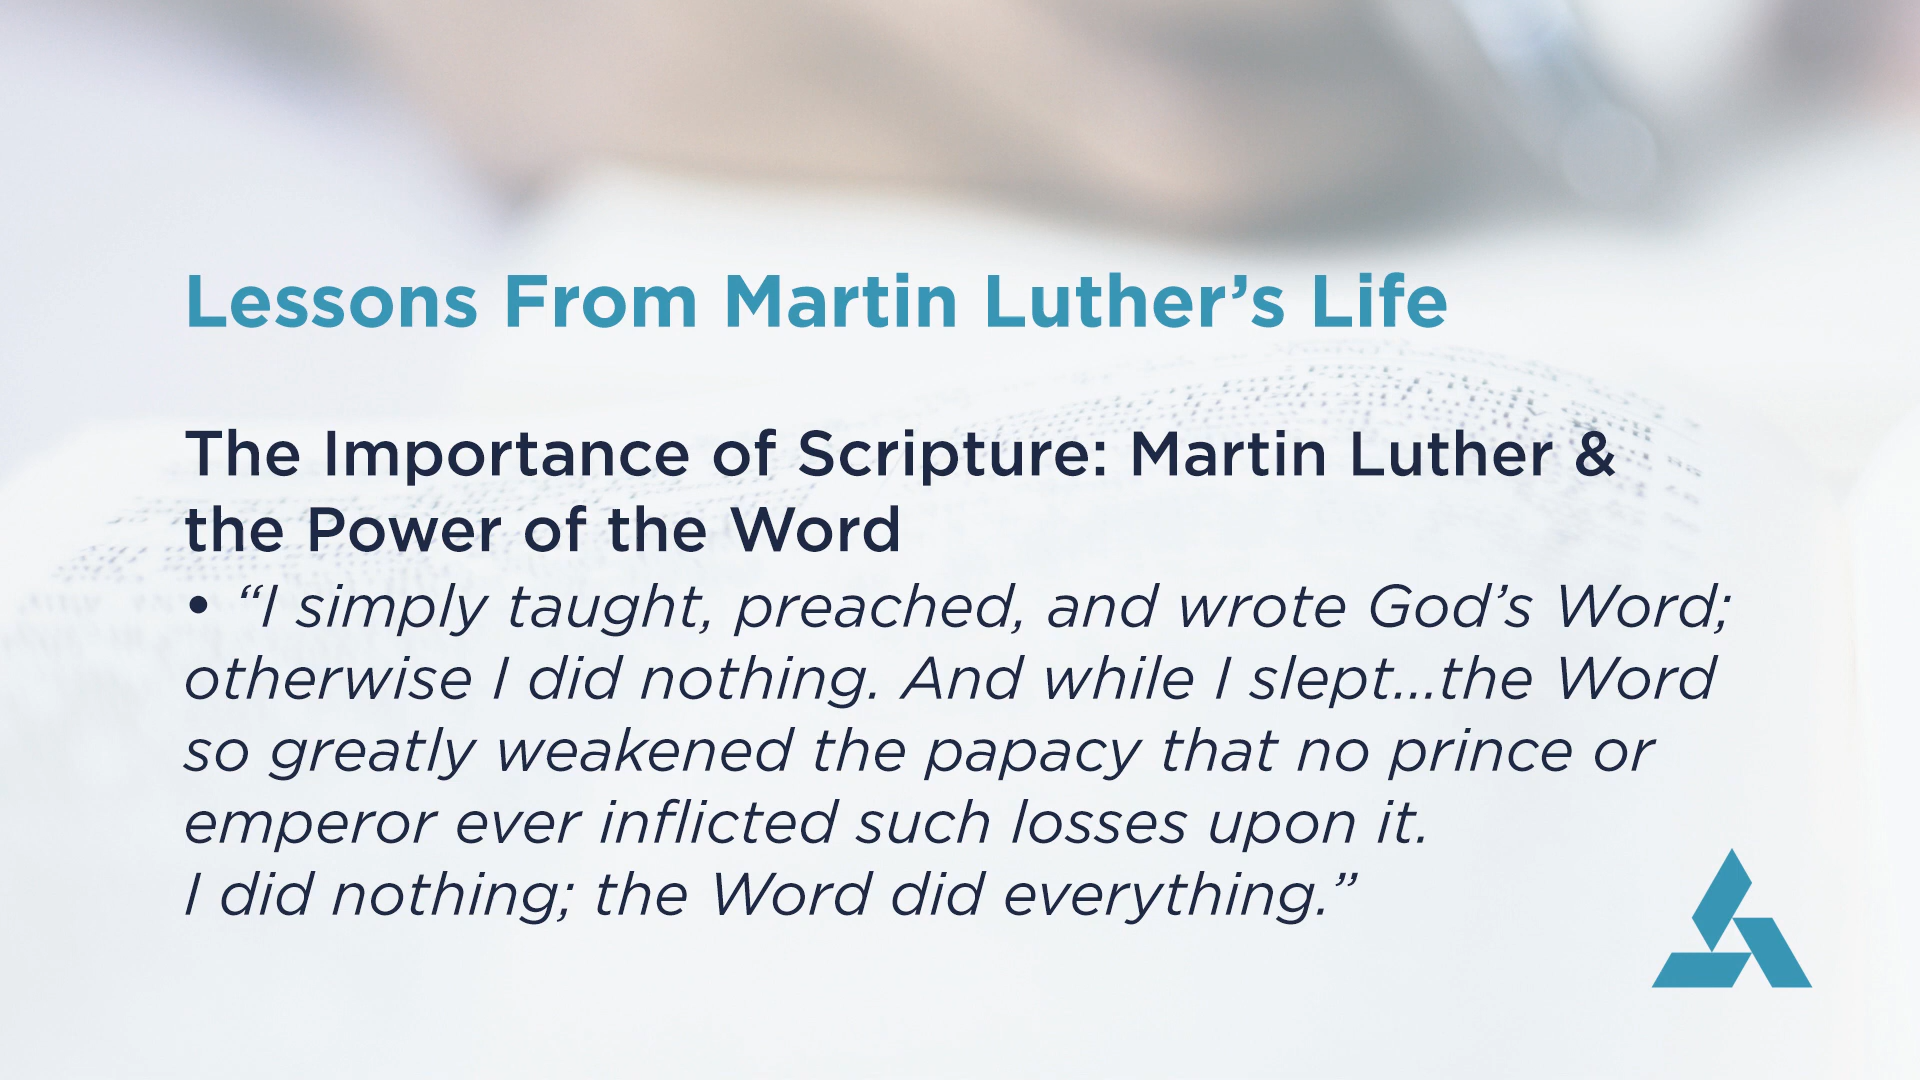 Lessons From Martin Luther’s Life
The Importance of Scripture: Martin Luther &
the Power of the Word
• “I simply taught, preached, and wrote God’s Word;
otherwise I did nothing. And while I slept...the Word
so greatly weakened the papacy that no prince or
emperor ever inflicted such losses upon it.
I did nothing; the Word did everything.”